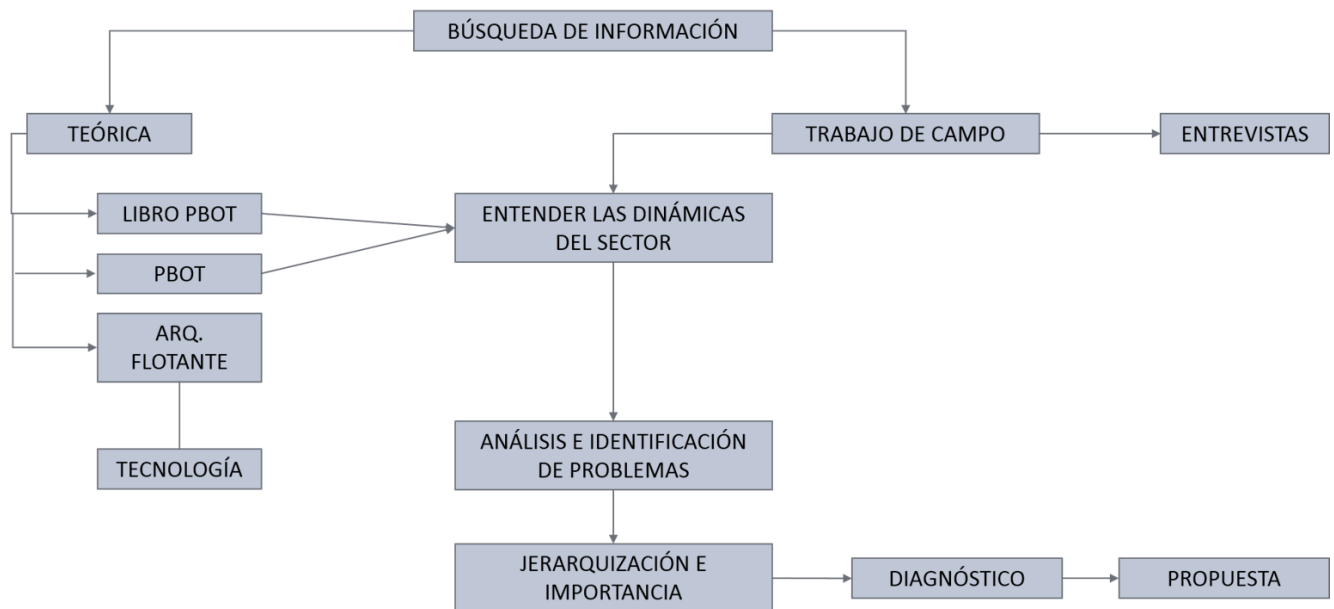 BÚSQUEDA DE INFORMACIÓN
TEÓRICA
TRABAJO DE CAMPO
ENTREVISTAS
LIBRO PBOT
ENTENDER LAS DINÁMICAS
DEL SECTOR
PBOT
ARQ.
FLOTANTE
TECNOLOGÍA
ANÁLISIS E IDENTIFICACIÓN
DE PROBLEMAS
JERARQUIZACIÓN E
IMPORTANCIA
DIAGNÓSTICO
PROPUESTA